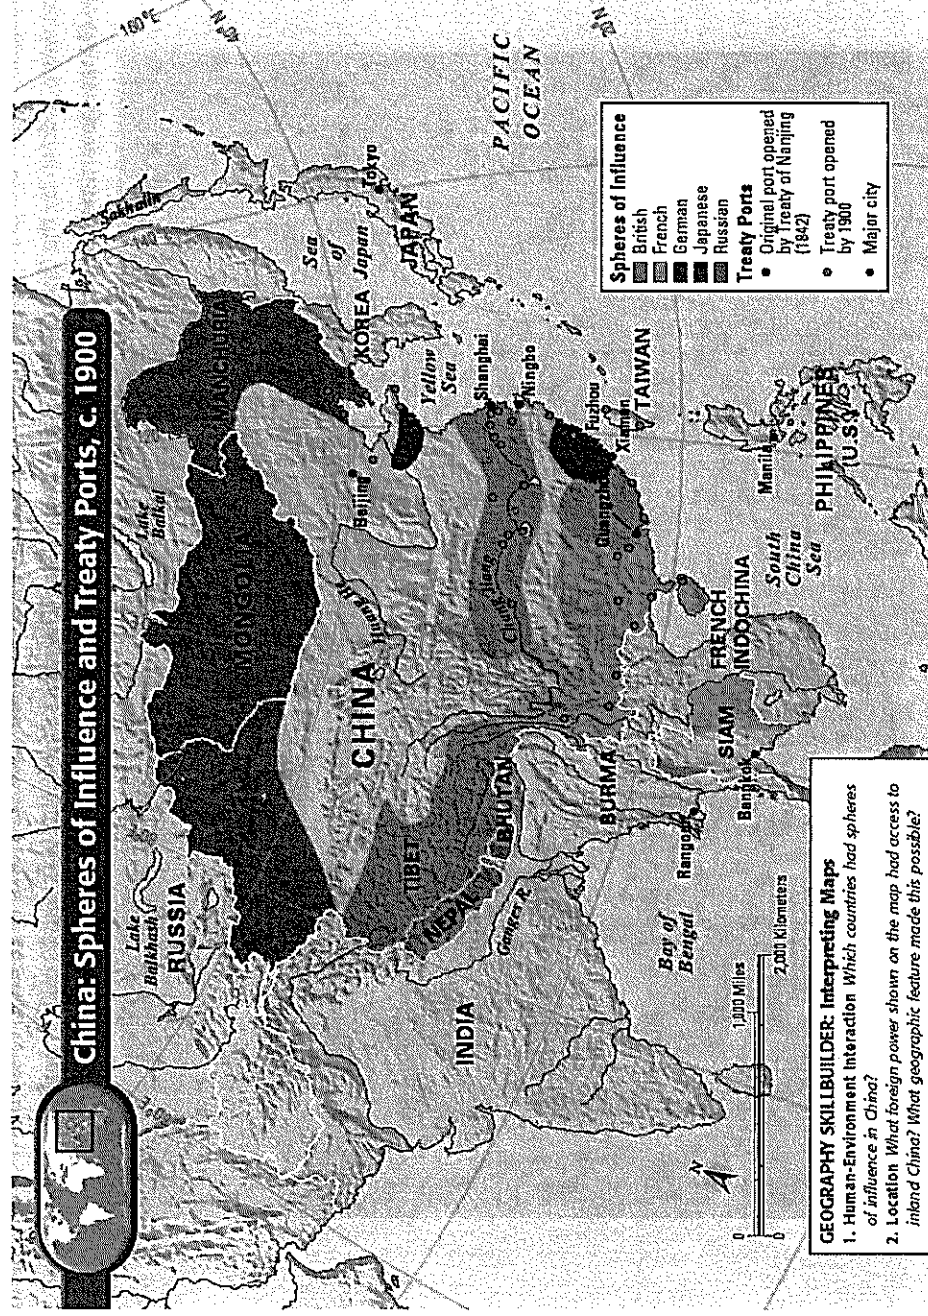 China: Spheres of Influence and Treaty Ports, c. 1900
160°E
40°N
20°N
PACIFIC
OCEAN
Sakhalin
Lake
Balkhash
RUSSIA
Lake
Baikal
MONGOLIA
MANCHURIA
Sea
of
Japan
JAPAN
Tokyo
KOREA
Yellow
Sea
Beijing
Huang He
CHINA
TIBET
NEPAL
BHUTAN
Chang Jiang
Shanghai
Ningbo
Fuzhou
Xiamen
TAIWAN
Guangzhou
INDIA
Ganges R.
BURMA
Rangoon
Bay of
Bengal
SIAM
Bangkok
FRENCH
INDOCHINA
South
China
Sea
Manila
PHILIPPINES
(U.S.)
Spheres of Influence
British
French
German
Japanese
Russian
Treaty Ports
Original port opened
by Treaty of Nanjing
(1842)
Treaty port opened
by 1900
Major city
N
0 1,000 Miles
0 2,000 Kilometers
GEOGRAPHY SKILLBUILDER: Interpreting Maps
1. Human-Environment Interaction Which countries had spheres
of influence in China?
2. Location What foreign power shown on the map had access to
inland China? What geographic feature made this possible?